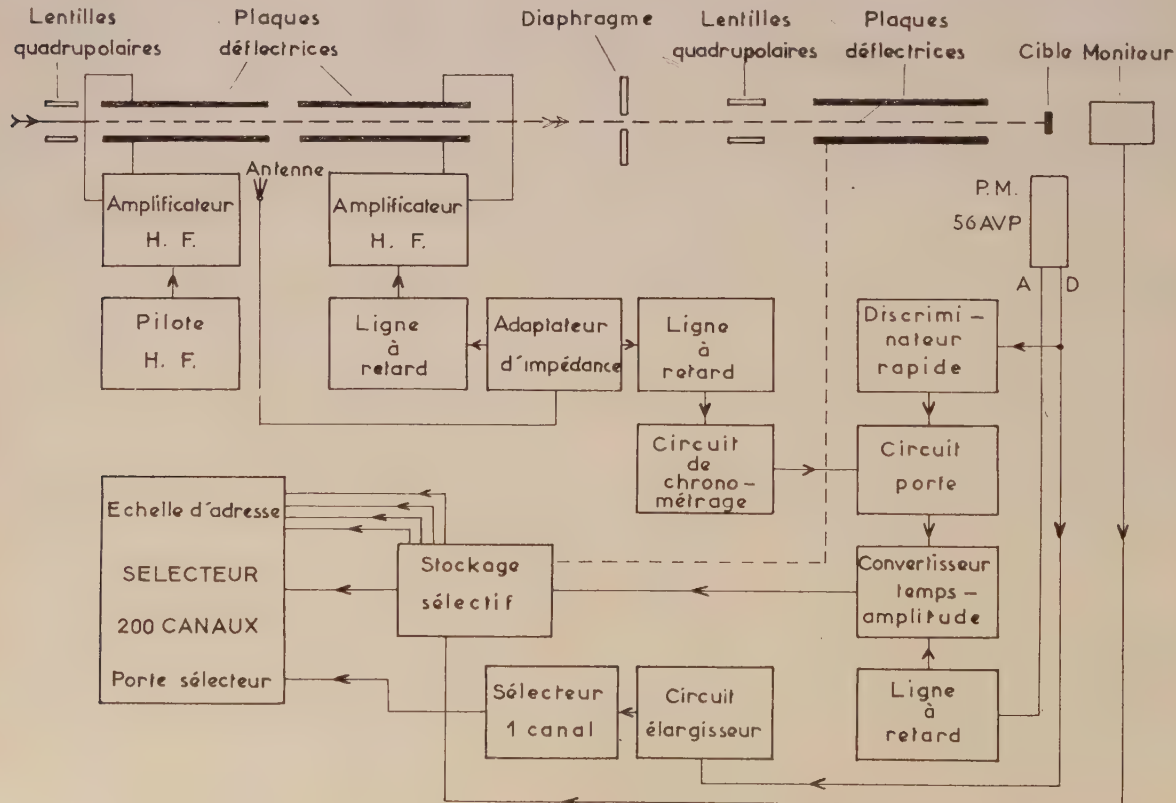 Lentilles
quadrupolaires
Plaques
déflectrices
Diaphragme
Lentilles
quadrupolaires
Plaques
déflectrices
Cible
Moniteur
Antenne
Amplificateur
H. F.
Amplificateur
H. F.
P.M.
56 AVP
A
D
Pilote
H. F.
Ligne
à
retard
Adaptateur
d'impédance
Ligne
à
retard
Discrimi-
nateur
rapide
Circuit
de
chrono-
métrage
Circuit
porte
Echelle d'adresse
SELECTEUR
200 CANAUX
Porte sélecteur
Stockage
sélectif
Convertisseur
temps-
amplitude
Sélecteur
1 canal
Circuit
élargisseur
Ligne
à
retard